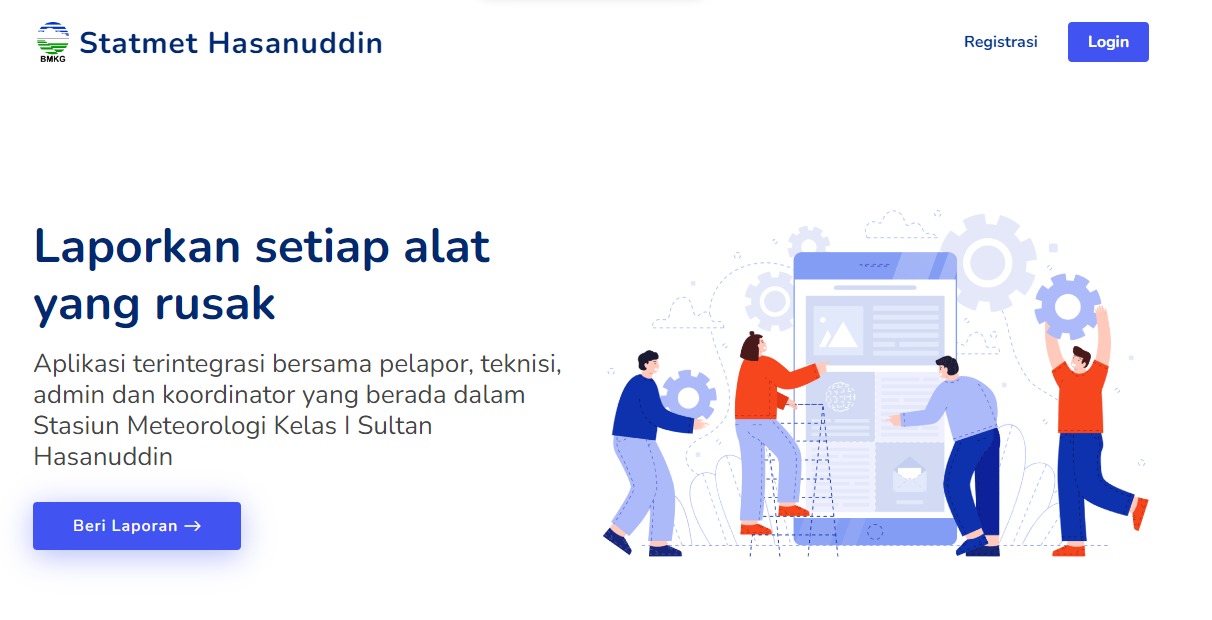 BMKG
Statmet Hasanuddin
Registrasi
Login
Laporkan setiap alat
yang rusak
Aplikasi terintegrasi bersama pelapor, teknisi,
admin dan koordinator yang berada dalam
Stasiun Meteorologi Kelas I Sultan
Hasanuddin
Beri Laporan →